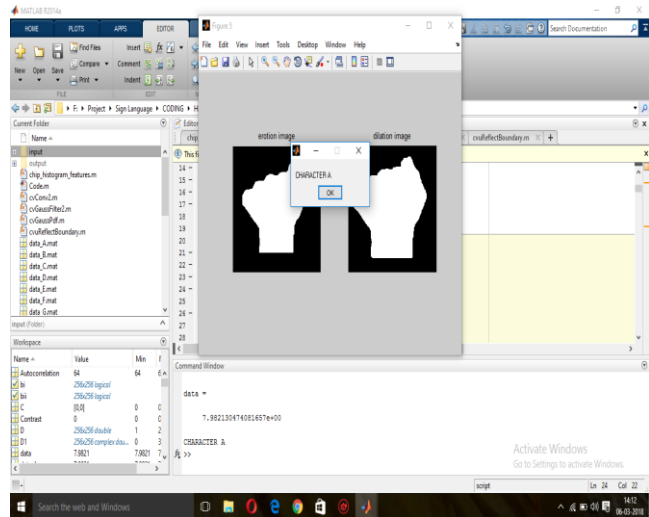 MATLAB R2014a
HOME PLOTS APPS EDITOR
Search Documentation
New Open Save
Find Files
Compare
Print
Insert
Comment
Indent
FILE
EDIT
Figure 5
File Edit View Insert Tools Desktop Window Help
F: Project Sign Language CODING H
Current Folder
Name
input
output
chip_histogram_features.m
Code.m
cvConv2.m
cvGaussFilter2.m
cvGaussPdf.m
cvuReflectBoundary.m
data_A.mat
data_B.mat
data_C.mat
data_D.mat
data_E.mat
data_F.mat
data_G.mat
input (Folder)
Editor
chip
cvuReflectBoundary.m
This fi
14
15
16
17
18
19
20
21
22
23
24
25
26
27
28
erotion image
dilation image
CHARACTER A
OK
Workspace
Name Value Min
Autocorrelation 64 64
bi 256x256 logical
bii 256x256 logical
C [0,0] 0
Contrast 0 0
D 256x256 double 1
D1 256x256 complex dou... 0
data 7.9821 7.9821
Command Window
data =
7.982130474081657e+00
CHARACTER A
fx >>
Activate Windows
Go to Settings to activate Windows.
script Ln 24 Col 22
Search the web and Windows
14:12
06-03-2018